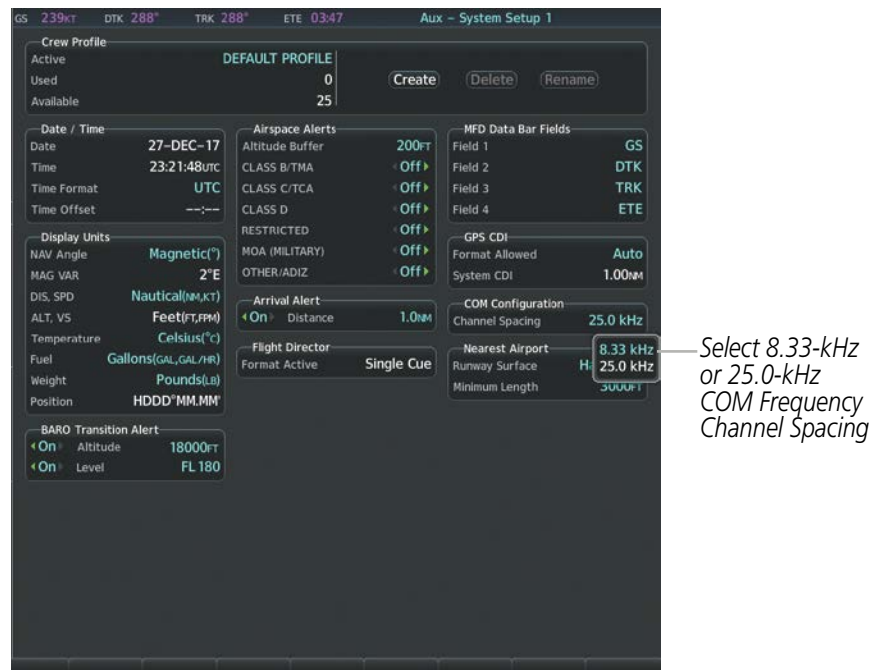 GS 239KT DTK 288° TRK 288° ETE 03:47 Aux – System Setup 1
Crew Profile
Active DEFAULT PROFILE
Used 0
Available 25
Create Delete Rename
Date / Time
Date 27–DEC–17
Time 23:21:48UTC
Time Format UTC
Time Offset --:--
Display Units
NAV Angle Magnetic(°)
MAG VAR 2°E
DIS, SPD Nautical(NM,KT)
ALT, VS Feet(FT,FPM)
Temperature Celsius(°C)
Fuel Gallons(GAL,GAL/HR)
Weight Pounds(LB)
Position HDDD°MM.MM'
BARO Transition Alert
On Altitude 18000FT
On Level FL 180
Airspace Alerts
Altitude Buffer 200FT
CLASS B/TMA Off
CLASS C/TCA Off
CLASS D Off
RESTRICTED Off
MOA (MILITARY) Off
OTHER/ADIZ Off
Arrival Alert
On Distance 1.0NM
Flight Director
Format Active Single Cue
MFD Data Bar Fields
Field 1 GS
Field 2 DTK
Field 3 TRK
Field 4 ETE
GPS CDI
Format Allowed Auto
System CDI 1.00NM
COM Configuration
Channel Spacing 25.0 kHz
8.33 kHz
25.0 kHz
Nearest Airport
Runway Surface
Minimum Length 3000FT
Select 8.33-kHz
or 25.0-kHz
COM Frequency
Channel Spacing